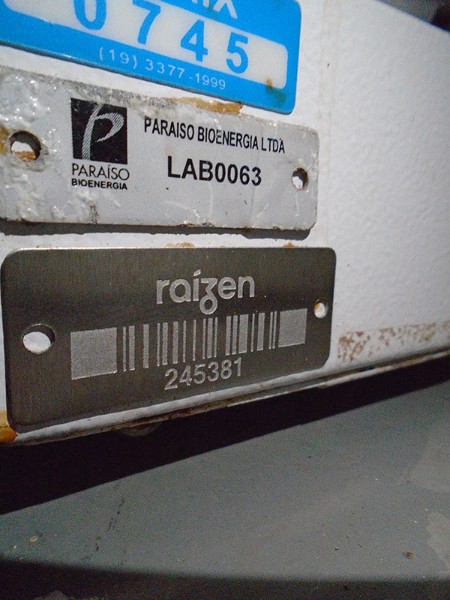 0745
(19) 3377-1999
PARAISO BIOENERGIA LTDA
PARAÍSO
BIOENERGIA
LAB0063
raízen
245381